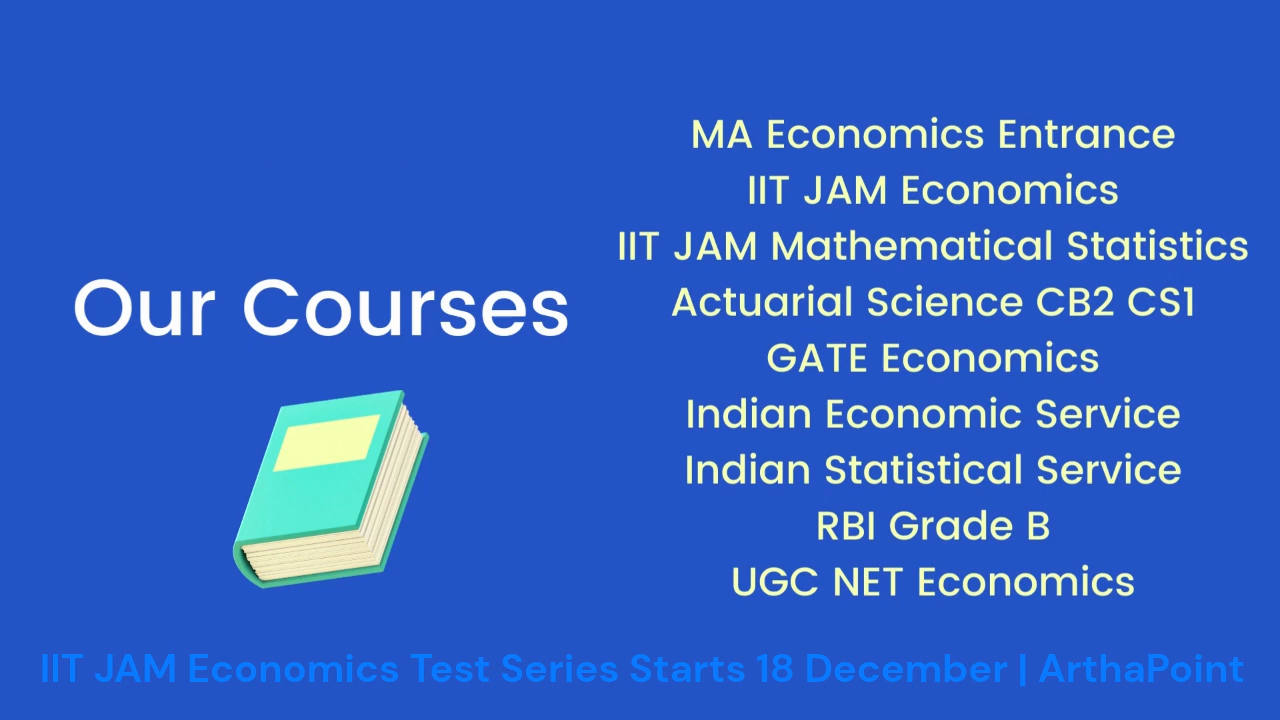 Our Courses
MA Economics Entrance
IIT JAM Economics
IIT JAM Mathematical Statistics
Actuarial Science CB2 CS1
GATE Economics
Indian Economic Service
Indian Statistical Service
RBI Grade B
UGC NET Economics
IIT JAM Economics Test Series Starts 18 December | ArthaPoint